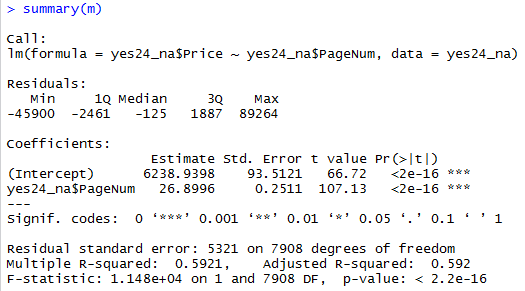 > summary(m)
Call:
lm(formula = yes24_na$Price ~ yes24_na$PageNum, data = yes24_na)
Residuals:
   Min     1Q Median     3Q    Max
-45900  -2461   -125   1887  89264
Coefficients:
                  Estimate Std. Error t value Pr(>|t|)
(Intercept)      6238.9398    93.5121   66.72   <2e-16 ***
yes24_na$PageNum   26.8996     0.2511  107.13   <2e-16 ***
---
Signif. codes:  0 ‘***’ 0.001 ‘**’ 0.01 ‘*’ 0.05 ‘.’ 0.1 ‘ ’ 1
Residual standard error: 5321 on 7908 degrees of freedom
Multiple R-squared:  0.5921,    Adjusted R-squared:  0.592
F-statistic: 1.148e+04 on 1 and 7908 DF,  p-value: < 2.2e-16